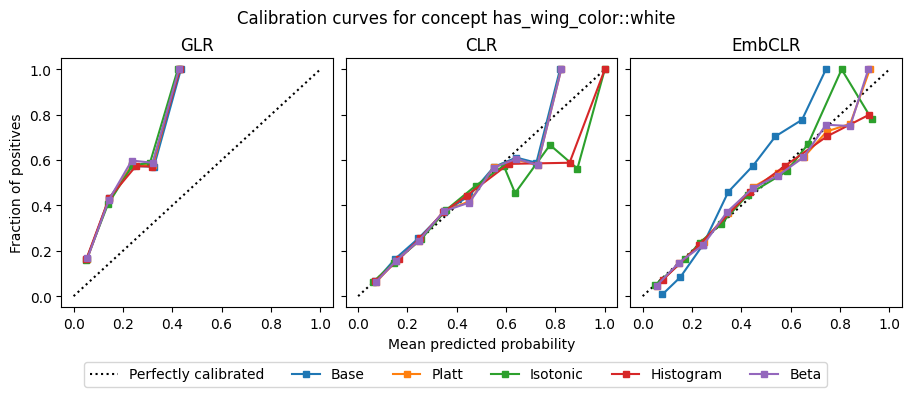 Calibration curves for concept has_wing_color::white
GLR
CLR
EmbCLR
Fraction of positives
1.0
0.8
0.6
0.4
0.2
0.0
0.0 0.2 0.4 0.6 0.8 1.0
0.0 0.2 0.4 0.6 0.8 1.0
0.0 0.2 0.4 0.6 0.8 1.0
Mean predicted probability
Perfectly calibrated Base Platt Isotonic Histogram Beta